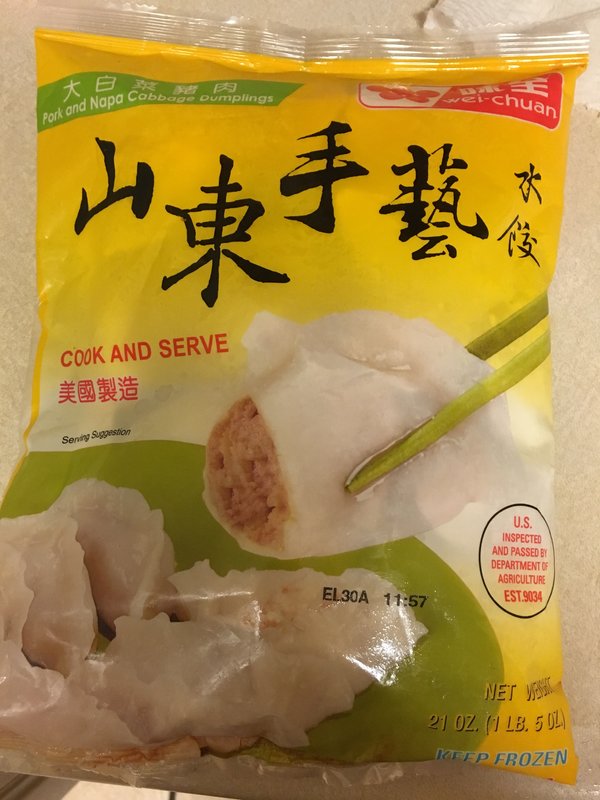 大白菜豬肉
Pork and Napa Cabbage Dumplings
味全
wei-chuan
山東手藝
水餃
COOK AND SERVE
美國製造
Serving Suggestion
U.S.
INSPECTED
AND PASSED BY
DEPARTMENT OF
AGRICULTURE
EST.9034
EL30A 11:57
NET WEIGHT
21 OZ. (1 LB. 5 OZ.)
KEEP FROZEN